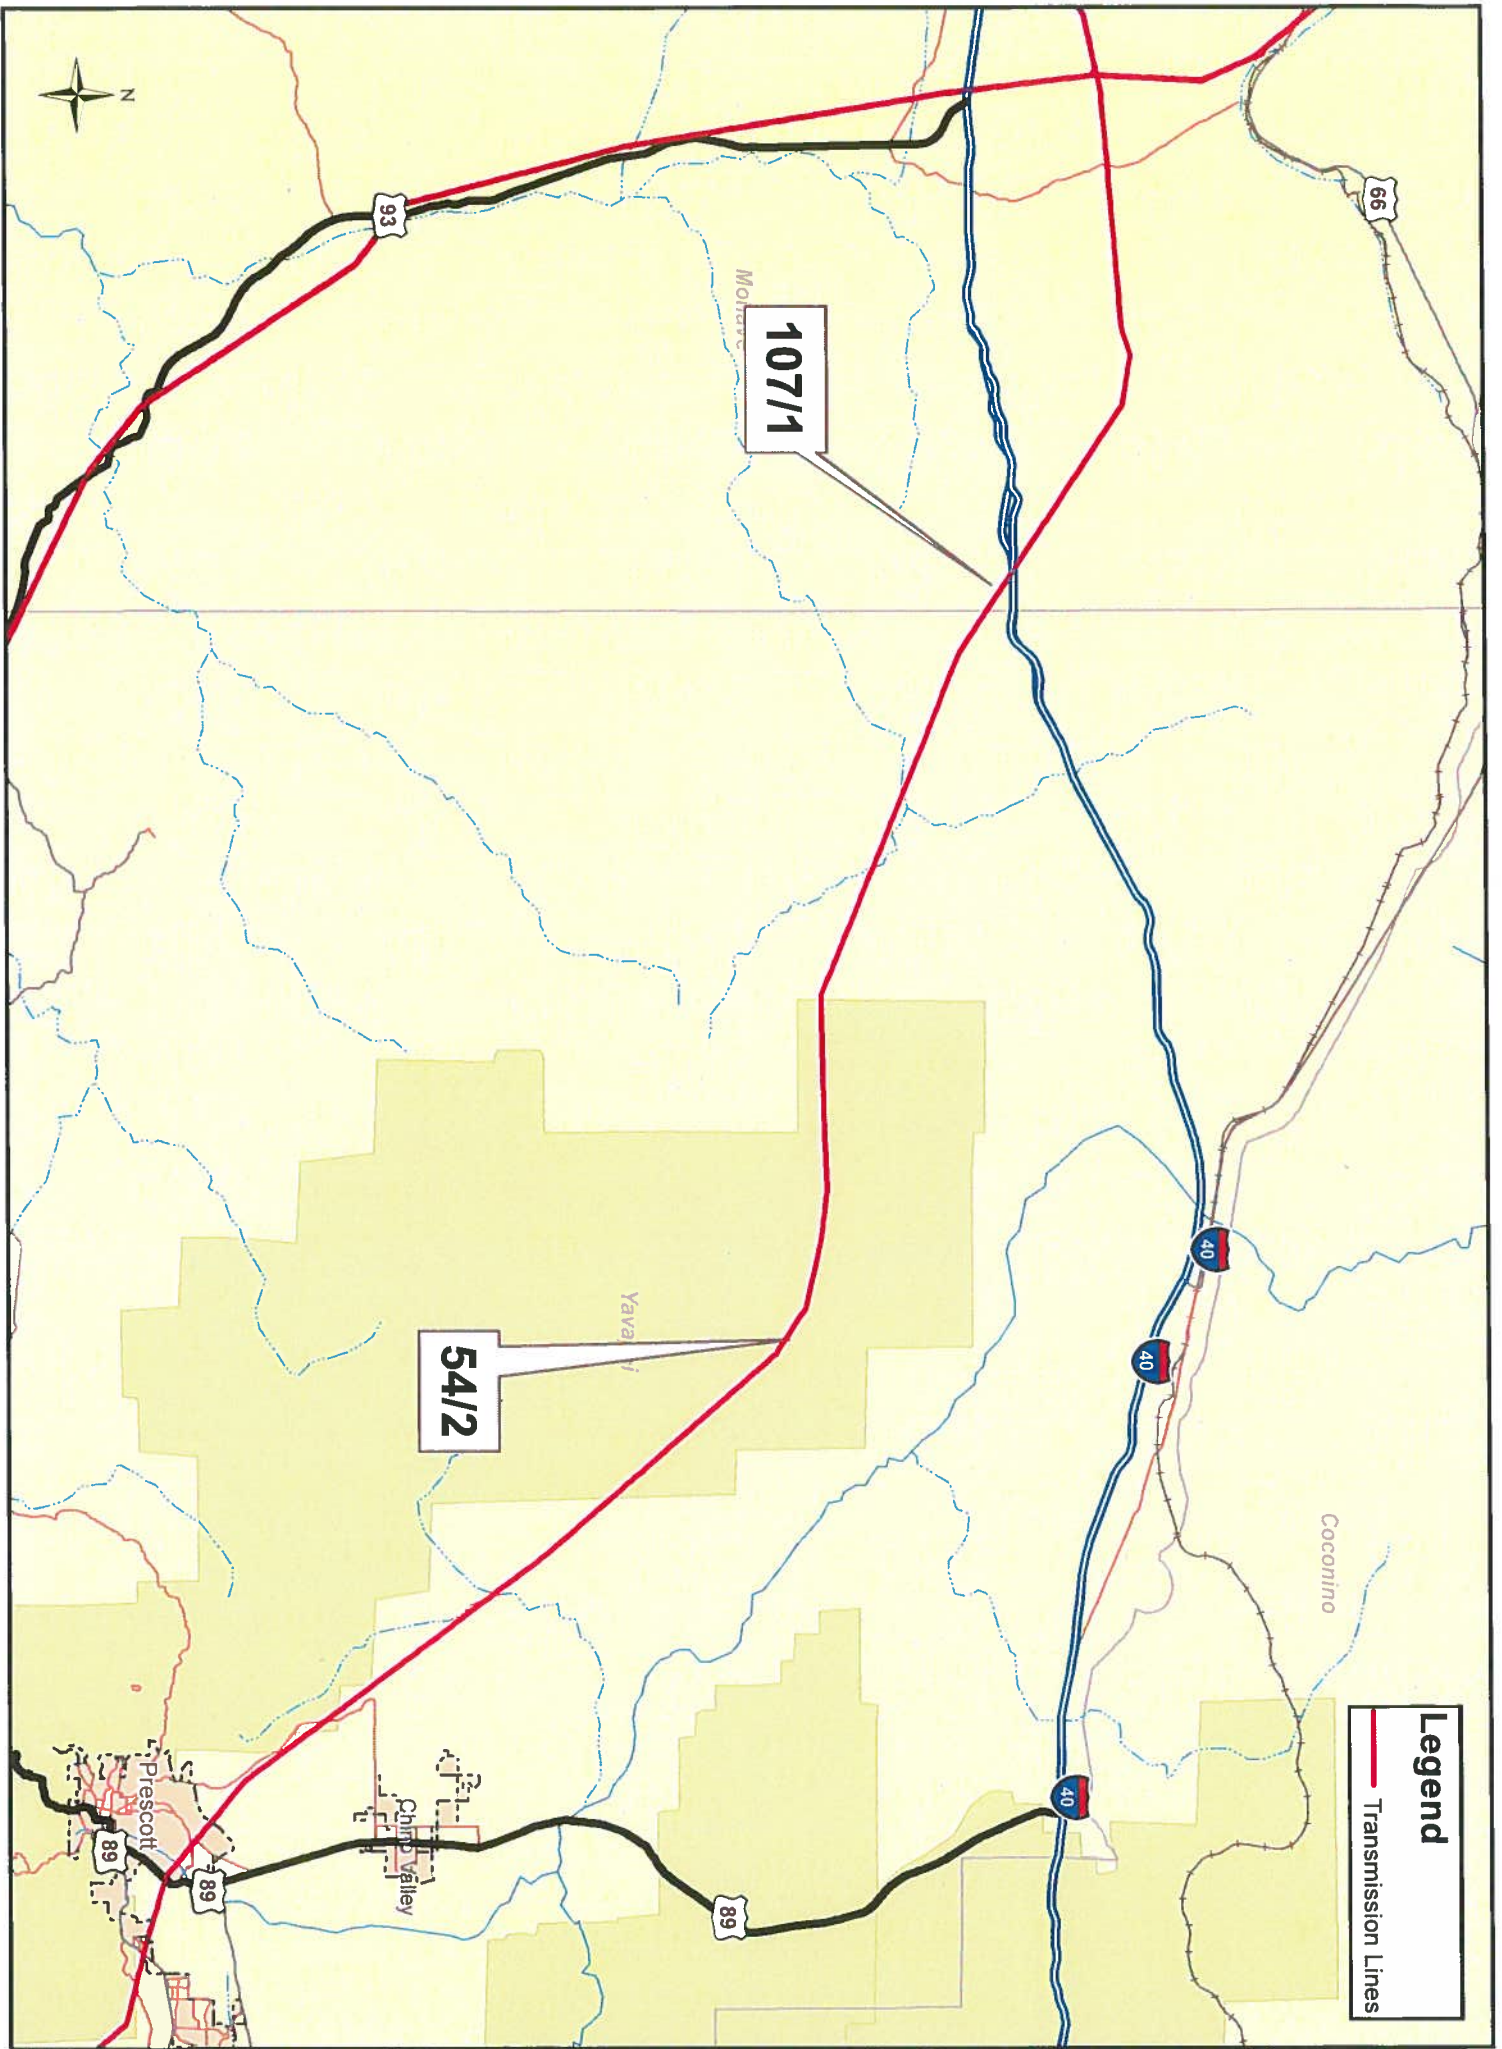 Legend
Transmission Lines
66
Coconino
40
40
40
Mohave
107/1
93
54/2
Yavapai
89
Chino Valley
89
Prescott
89
N